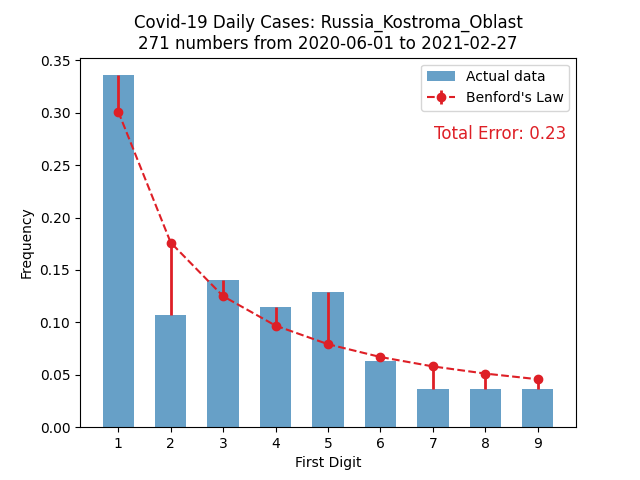 Covid-19 Daily Cases: Russia_Kostroma_Oblast
271 numbers from 2020-06-01 to 2021-02-27
Actual data
Benford's Law
Total Error: 0.23
Frequency
0.35
0.30
0.25
0.20
0.15
0.10
0.05
0.00
1 2 3 4 5 6 7 8 9
First Digit